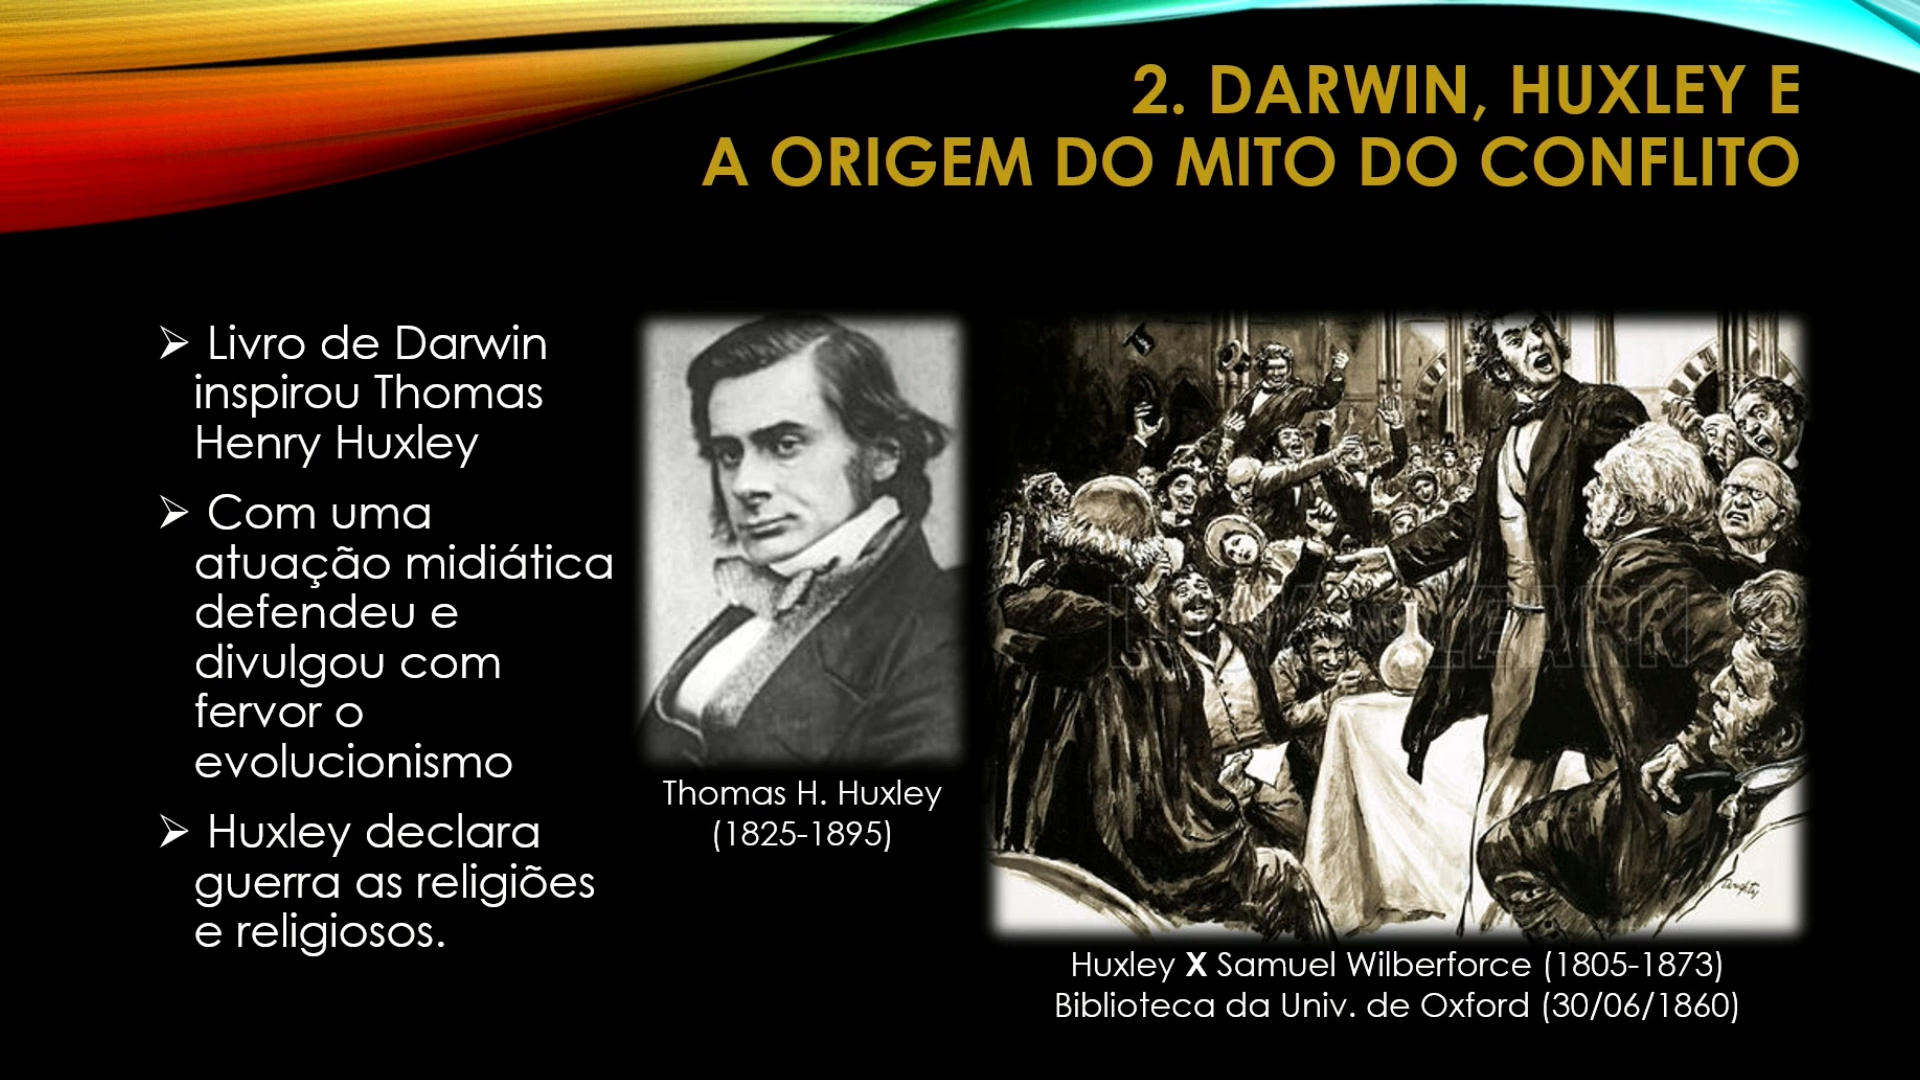 2. DARWIN, HUXLEY E
A ORIGEM DO MITO DO CONFLITO
➢ Livro de Darwin
inspirou Thomas
Henry Huxley
➢ Com uma
atuação midiática
defendeu e
divulgou com
fervor o
evolucionismo
➢ Huxley declara
guerra as religiões
e religiosos.
Thomas H. Huxley
(1825-1895)
Huxley X Samuel Wilberforce (1805-1873)
Biblioteca da Univ. de Oxford (30/06/1860)